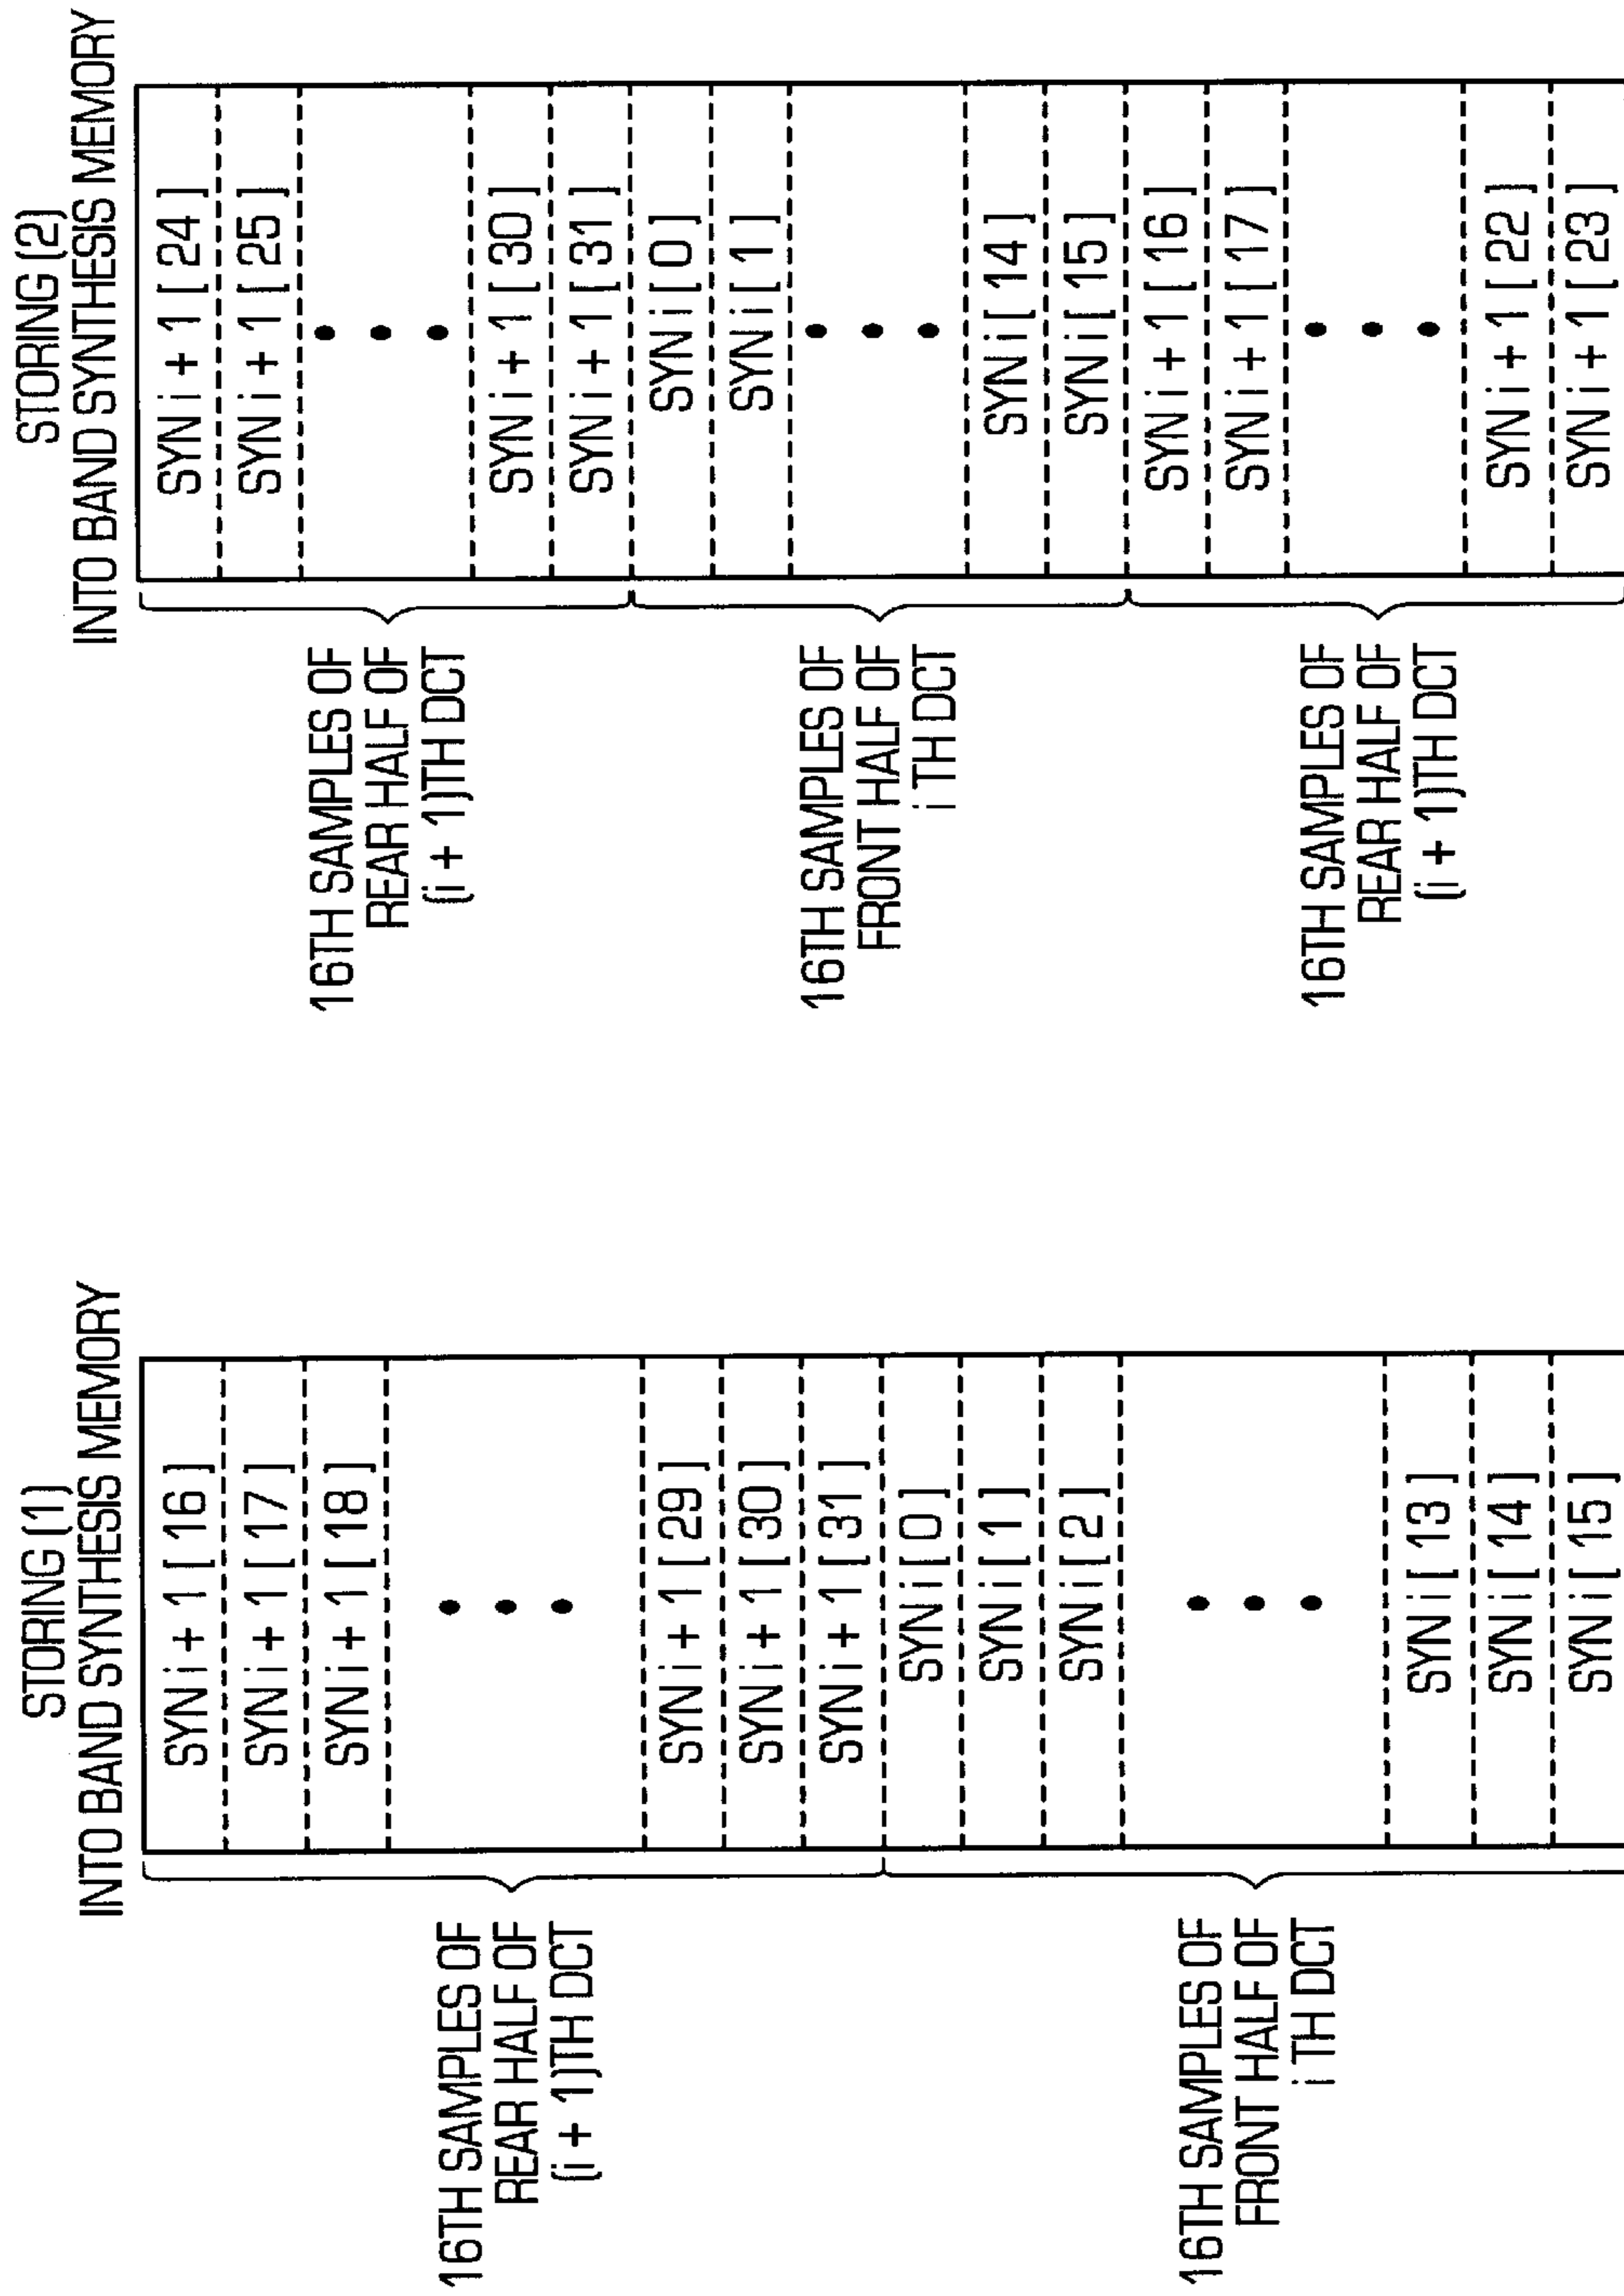 STORING (1)
INTO BAND SYNTHESIS MEMORY
SYN i + 1 [ 16 ]
SYN i + 1 [ 17 ]
SYN i + 1 [ 18 ]
SYN i + 1 [ 29 ]
SYN i + 1 [ 30 ]
SYN i + 1 [ 31 ]
SYN i [ 0 ]
SYN i [ 1 ]
SYN i [ 2 ]
SYN i [ 13 ]
SYN i [ 14 ]
SYN i [ 15 ]
16TH SAMPLES OF
REAR HALF OF
(i + 1)TH DCT
16TH SAMPLES OF
FRONT HALF OF
i TH DCT
STORING (2)
INTO BAND SYNTHESIS MEMORY
SYN i + 1 [ 24 ]
SYN i + 1 [ 25 ]
SYN i + 1 [ 30 ]
SYN i + 1 [ 31 ]
SYN i [ 0 ]
SYN i [ 1 ]
SYN i [ 14 ]
SYN i [ 15 ]
SYN i + 1 [ 16 ]
SYN i + 1 [ 17 ]
SYN i + 1 [ 22 ]
SYN i + 1 [ 23 ]
16TH SAMPLES OF
REAR HALF OF
(i + 1)TH DCT
16TH SAMPLES OF
FRONT HALF OF
i TH DCT
16TH SAMPLES OF
REAR HALF OF
(i + 1)TH DCT